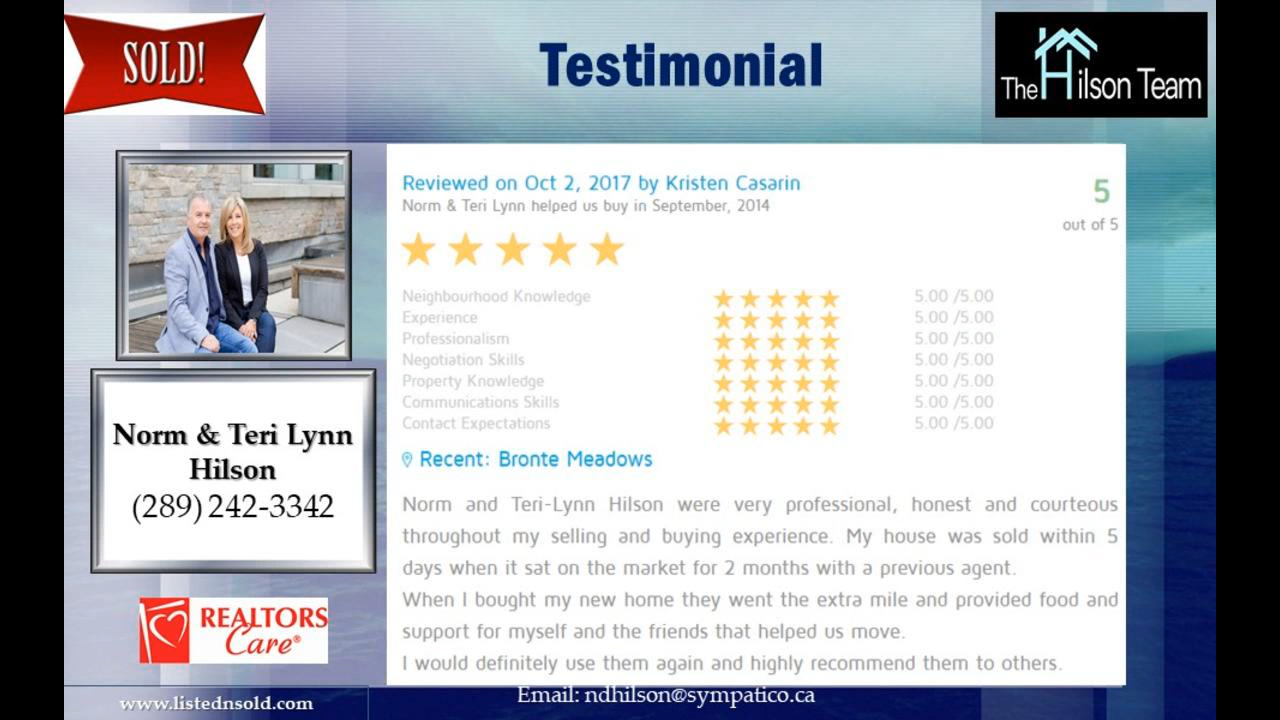 SOLD!
Testimonial
The Hilson Team
Reviewed on Oct 2, 2017 by Kristen Casarin
5
Norm & Teri Lynn helped us buy in September, 2014
out of 5
Neighbourhood Knowledge 5.00 /5.00
Experience 5.00 /5.00
Professionalism 5.00 /5.00
Negotiation Skills 5.00 /5.00
Property Knowledge 5.00 /5.00
Communications Skills 5.00 /5.00
Contact Expectations 5.00 /5.00
Recent: Bronte Meadows
Norm and Teri-Lynn Hilson were very professional, honest and courteous
throughout my selling and buying experience. My house was sold within 5
days when it sat on the market for 2 months with a previous agent.
When I bought my new home they went the extra mile and provided food and
support for myself and the friends that helped us move.
I would definitely use them again and highly recommend them to others.
Norm & Teri Lynn
Hilson
(289) 242-3342
REALTORS
Care®
www.listednsold.com
Email: ndhilson@sympatico.ca